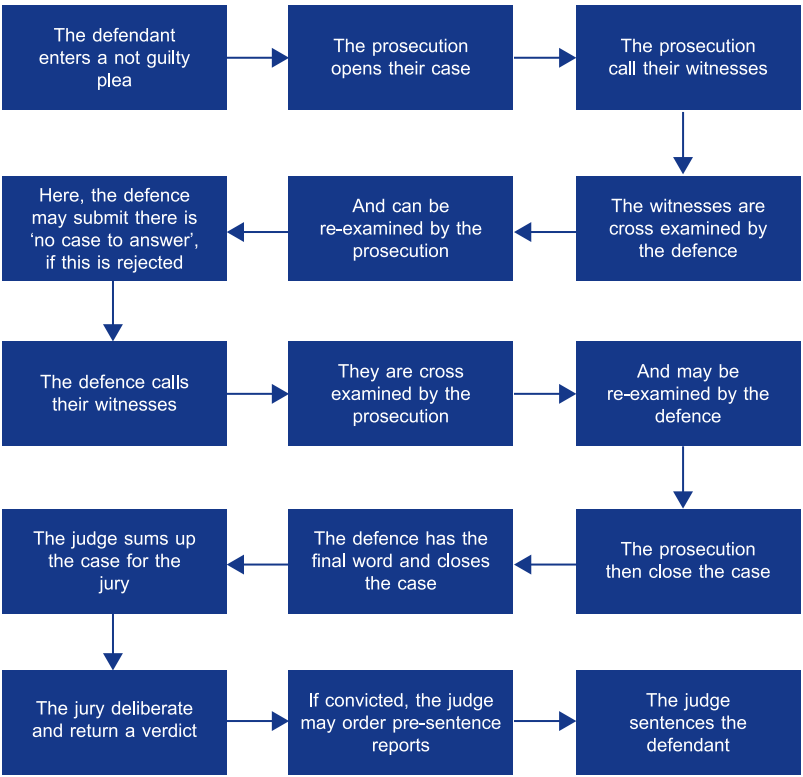 The defendant
enters a not guilty
plea
The prosecution
opens their case
The prosecution
call their witnesses
The witnesses are
cross examined by
the defence
And can be
re-examined by the
prosecution
Here, the defence
may submit there is
‘no case to answer’,
if this is rejected
The defence calls
their witnesses
They are cross
examined by the
prosecution
And may be
re-examined by the
defence
The prosecution
then close the case
The defence has the
final word and closes
the case
The judge sums up
the case for the
jury
The jury deliberate
and return a verdict
If convicted, the judge
may order pre-sentence
reports
The judge
sentences the
defendant